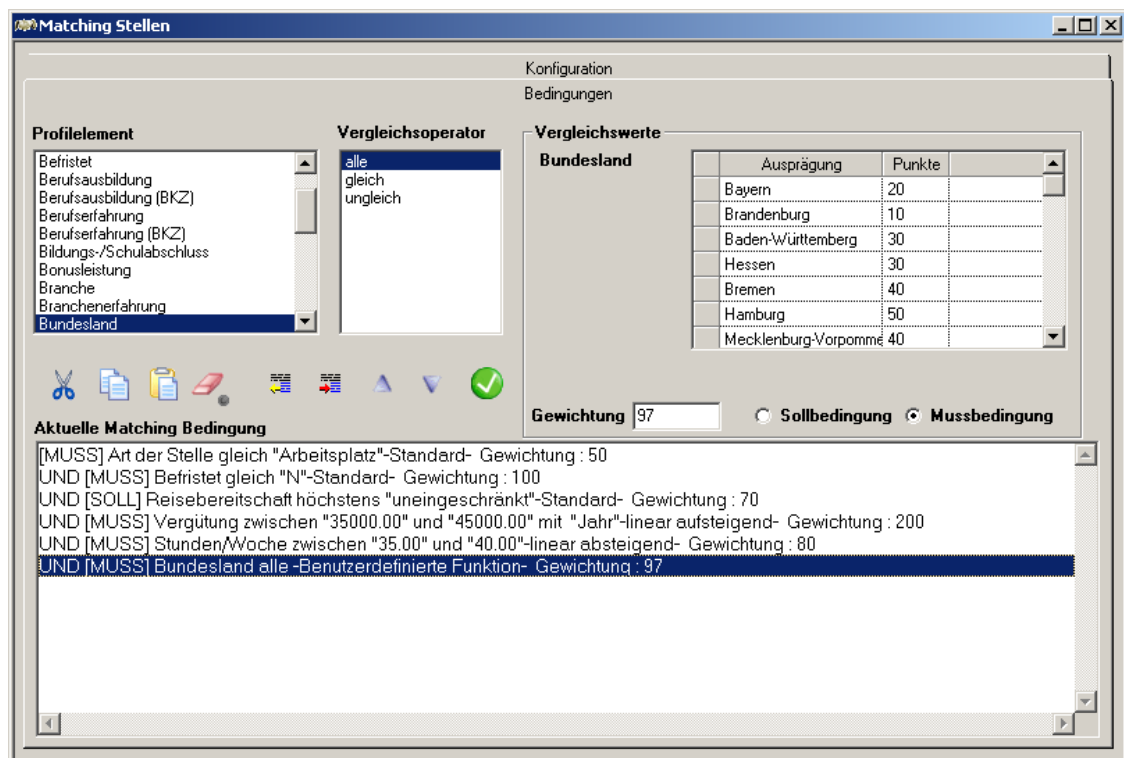 Matching Stellen
Konfiguration
Bedingungen
Profilelement
Befristet
Berufsausbildung
Berufsausbildung (BKZ)
Berufserfahrung
Berufserfahrung (BKZ)
Bildungs-/Schulabschluss
Bonusleistung
Branche
Branchenerfahrung
Bundesland
Vergleichsoperator
alle
gleich
ungleich
Vergleichswerte
Bundesland
Ausprägung Punkte
Bayern 20
Brandenburg 10
Baden-Württemberg 30
Hessen 30
Bremen 40
Hamburg 50
Mecklenburg-Vorpomme 40
Gewichtung 97 Sollbedingung Mussbedingung
Aktuelle Matching Bedingung
[MUSS] Art der Stelle gleich "Arbeitsplatz"-Standard- Gewichtung : 50
UND [MUSS] Befristet gleich "N"-Standard- Gewichtung : 100
UND [SOLL] Reisebereitschaft höchstens "uneingeschränkt"-Standard- Gewichtung : 70
UND [MUSS] Vergütung zwischen "35000.00" und "45000.00" mit "Jahr"-linear aufsteigend- Gewichtung : 200
UND [MUSS] Stunden/Woche zwischen "35.00" und "40.00"-linear absteigend- Gewichtung : 80
UND [MUSS] Bundesland alle -Benutzerdefinierte Funktion- Gewichtung : 97